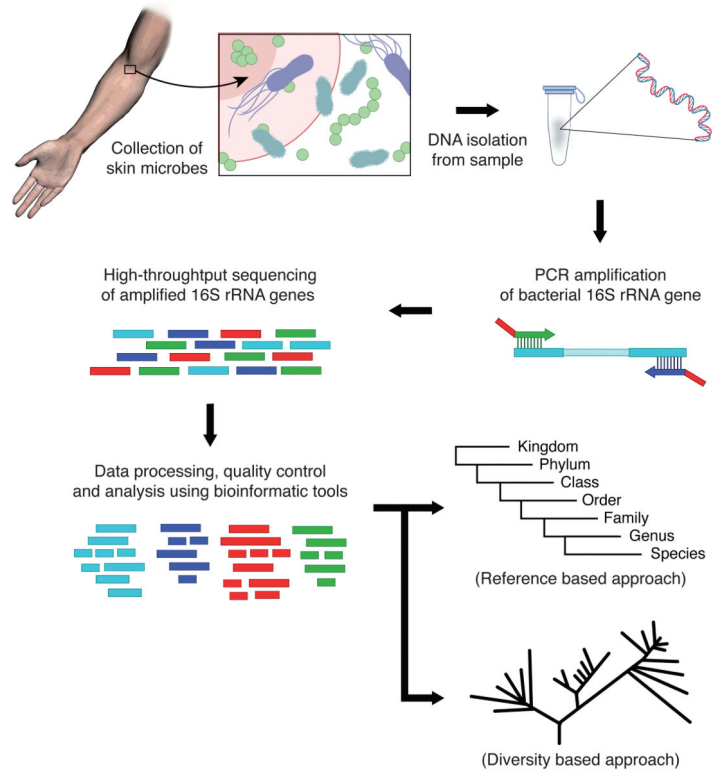 Collection of
skin microbes
DNA isolation
from sample
PCR amplification
of bacterial 16S rRNA gene
High-throughtput sequencing
of amplified 16S rRNA genes
Data processing, quality control
and analysis using bioinformatic tools
Kingdom
Phylum
Class
Order
Family
Genus
Species
(Reference based approach)
(Diversity based approach)